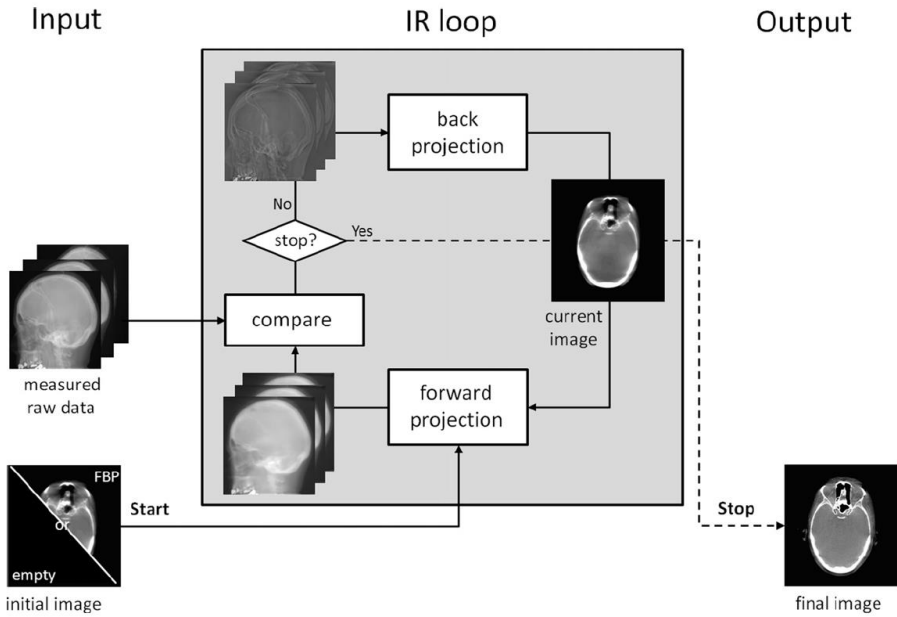 Input
IR loop
Output
back
projection
No
stop?
Yes
compare
current
image
measured
raw data
forward
projection
FBP
or
empty
Start
Stop
initial image
final image